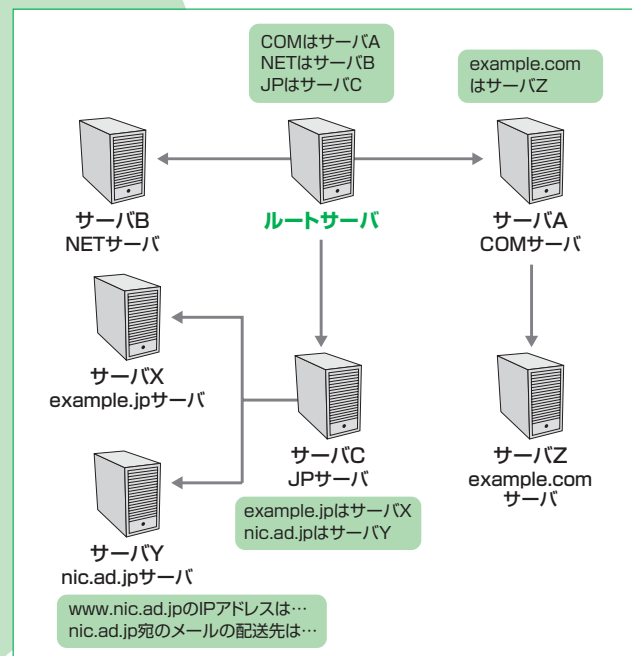 COMはサーバA
NETはサーバB
JPはサーバC
example.com
はサーバZ
サーバB
NETサーバ
ルートサーバ
サーバA
COMサーバ
サーバX
example.jpサーバ
サーバC
JPサーバ
サーバZ
example.com
サーバ
example.jpはサーバX
nic.ad.jpはサーバY
サーバY
nic.ad.jpサーバ
www.nic.ad.jpのIPアドレスは…
nic.ad.jp宛のメールの配送先は…